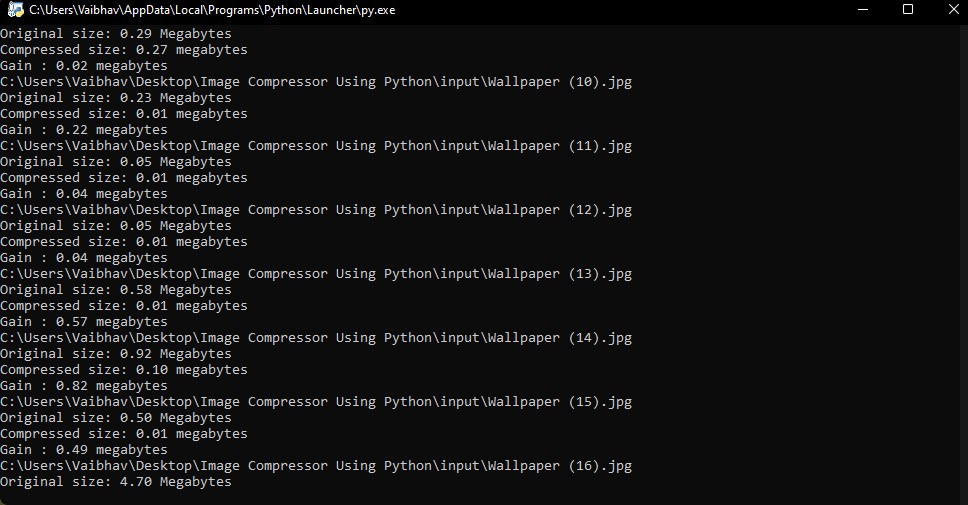 C:\Users\Vaibhav\AppData\Local\Programs\Python\Launcher\py.exe
Original size: 0.29 Megabytes
Compressed size: 0.27 megabytes
Gain : 0.02 megabytes
C:\Users\Vaibhav\Desktop\Image Compressor Using Python\input\Wallpaper (10).jpg
Original size: 0.23 Megabytes
Compressed size: 0.01 megabytes
Gain : 0.22 megabytes
C:\Users\Vaibhav\Desktop\Image Compressor Using Python\input\Wallpaper (11).jpg
Original size: 0.05 Megabytes
Compressed size: 0.01 megabytes
Gain : 0.04 megabytes
C:\Users\Vaibhav\Desktop\Image Compressor Using Python\input\Wallpaper (12).jpg
Original size: 0.05 Megabytes
Compressed size: 0.01 megabytes
Gain : 0.04 megabytes
C:\Users\Vaibhav\Desktop\Image Compressor Using Python\input\Wallpaper (13).jpg
Original size: 0.58 Megabytes
Compressed size: 0.01 megabytes
Gain : 0.57 megabytes
C:\Users\Vaibhav\Desktop\Image Compressor Using Python\input\Wallpaper (14).jpg
Original size: 0.92 Megabytes
Compressed size: 0.10 megabytes
Gain : 0.82 megabytes
C:\Users\Vaibhav\Desktop\Image Compressor Using Python\input\Wallpaper (15).jpg
Original size: 0.50 Megabytes
Compressed size: 0.01 megabytes
Gain : 0.49 megabytes
C:\Users\Vaibhav\Desktop\Image Compressor Using Python\input\Wallpaper (16).jpg
Original size: 4.70 Megabytes